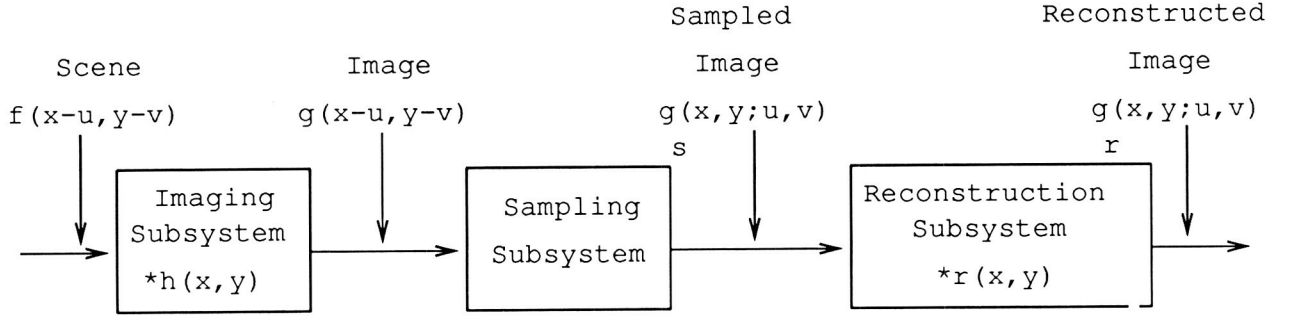 Scene
f(x-u,y-v)
Image
g(x-u,y-v)
Sampled
Image
g(x,y;u,v)
s
Reconstructed
Image
g(x,y;u,v)
r
Imaging
Subsystem
*h(x,y)
Sampling
Subsystem
Reconstruction
Subsystem
*r(x,y)